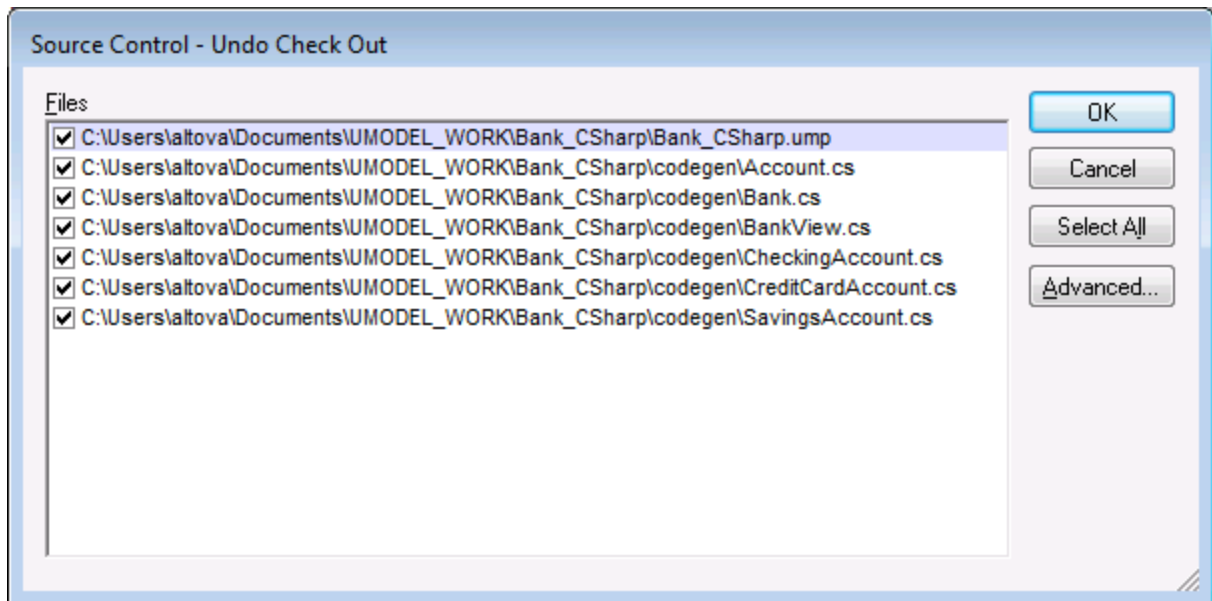 Source Control - Undo Check Out
Files
C:\Users\altova\Documents\UMODEL_WORK\Bank_CSharp\Bank_CSharp.ump
C:\Users\altova\Documents\UMODEL_WORK\Bank_CSharp\codegen\Account.cs
C:\Users\altova\Documents\UMODEL_WORK\Bank_CSharp\codegen\Bank.cs
C:\Users\altova\Documents\UMODEL_WORK\Bank_CSharp\codegen\BankView.cs
C:\Users\altova\Documents\UMODEL_WORK\Bank_CSharp\codegen\CheckingAccount.cs
C:\Users\altova\Documents\UMODEL_WORK\Bank_CSharp\codegen\CreditCardAccount.cs
C:\Users\altova\Documents\UMODEL_WORK\Bank_CSharp\codegen\SavingsAccount.cs
OK
Cancel
Select All
Advanced...